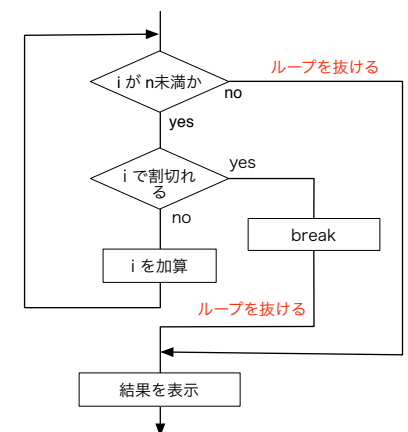 ループを抜ける
i が n未満か
no
yes
i で割切れ
る
yes
no
break
i を加算
ループを抜ける
結果を表示